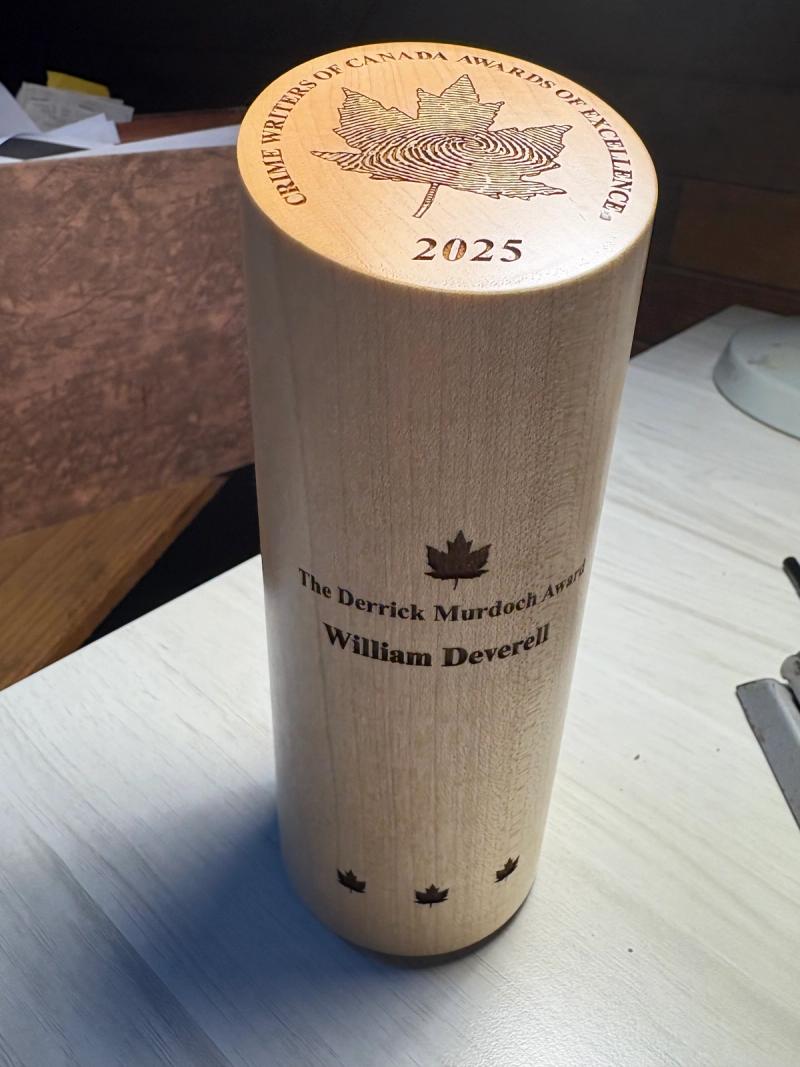 CRIME WRITERS OF CANADA AWARDS OF EXCELLENCE
2025
The Derrick Murdoch Award
William Deverell